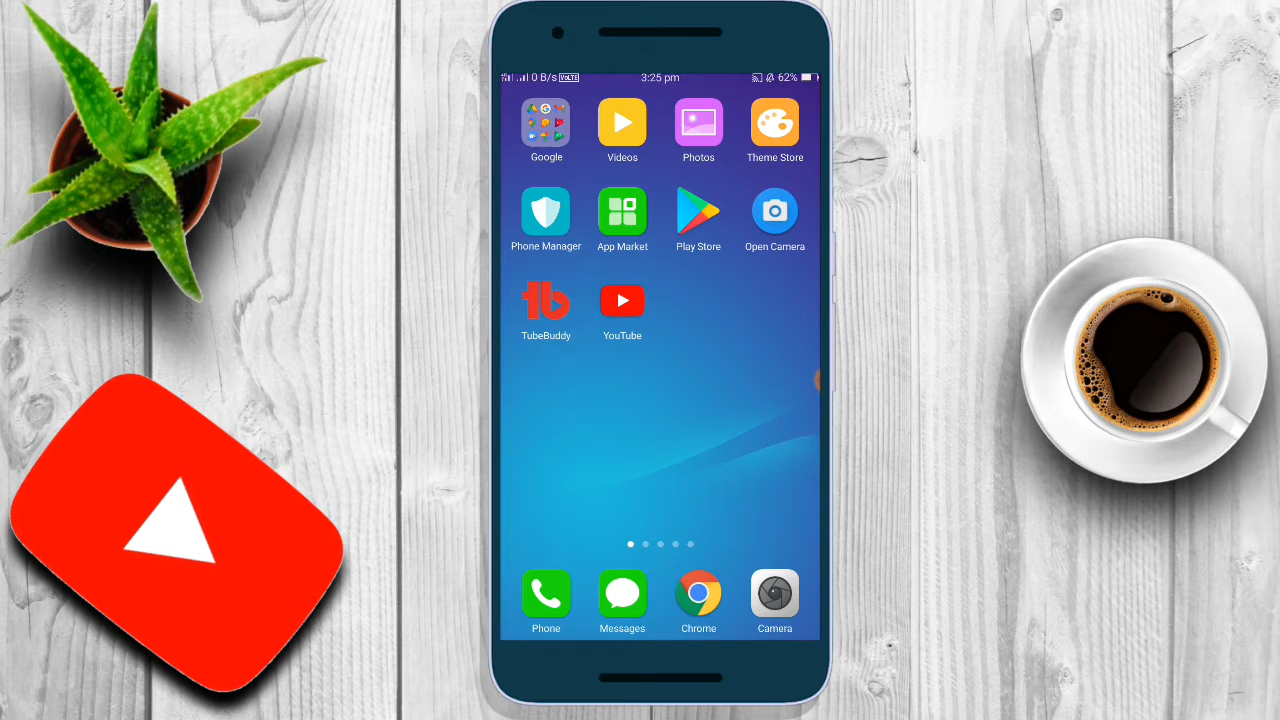 0 B/s VoLTE 3:25 pm 62%
Google Videos Photos Theme Store
Phone Manager App Market Play Store Open Camera
TubeBuddy YouTube
Phone Messages Chrome Camera